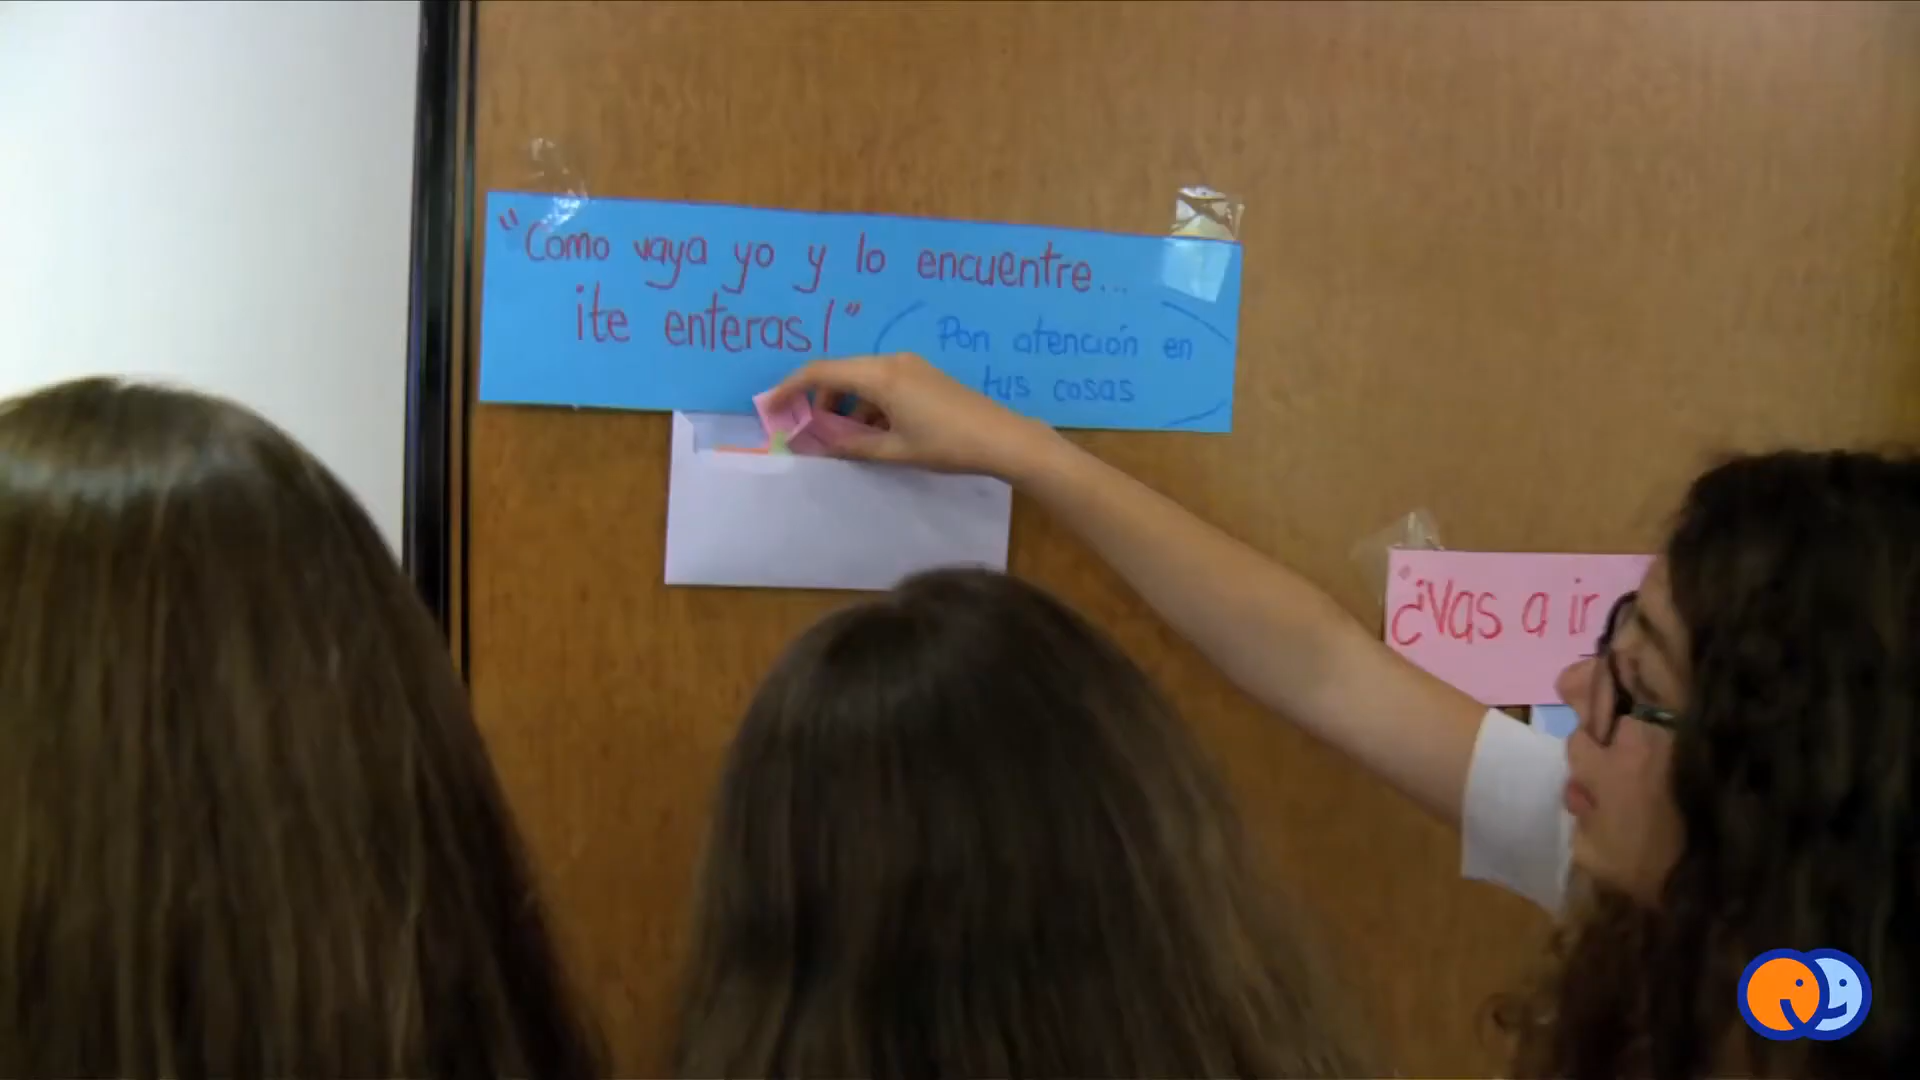 "Como vaya yo y lo encuentre...
¡te enteras!"
(Pon atención en
tus cosas)
"¿Vas a ir